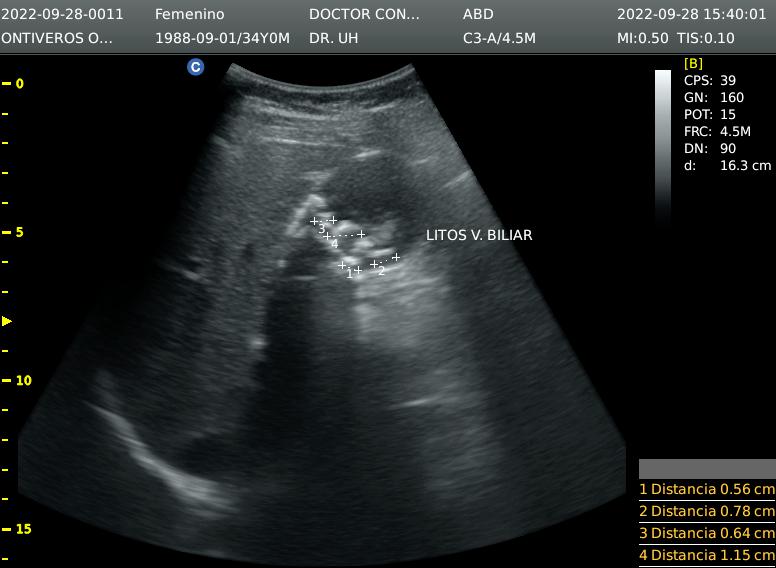 2022-09-28-0011 Femenino DOCTOR CON... ABD 2022-09-28 15:40:01
ONTIVEROS O... 1988-09-01/34Y0M DR. UH C3-A/4.5M MI:0.50 TIS:0.10
C
[B]
CPS: 39
GN: 160
POT: 15
FRC: 4.5M
DN: 90
d: 16.3 cm
0
5
10
15
3
4
1
2
LITOS V. BILIAR
1 Distancia 0.56 cm
2 Distancia 0.78 cm
3 Distancia 0.64 cm
4 Distancia 1.15 cm